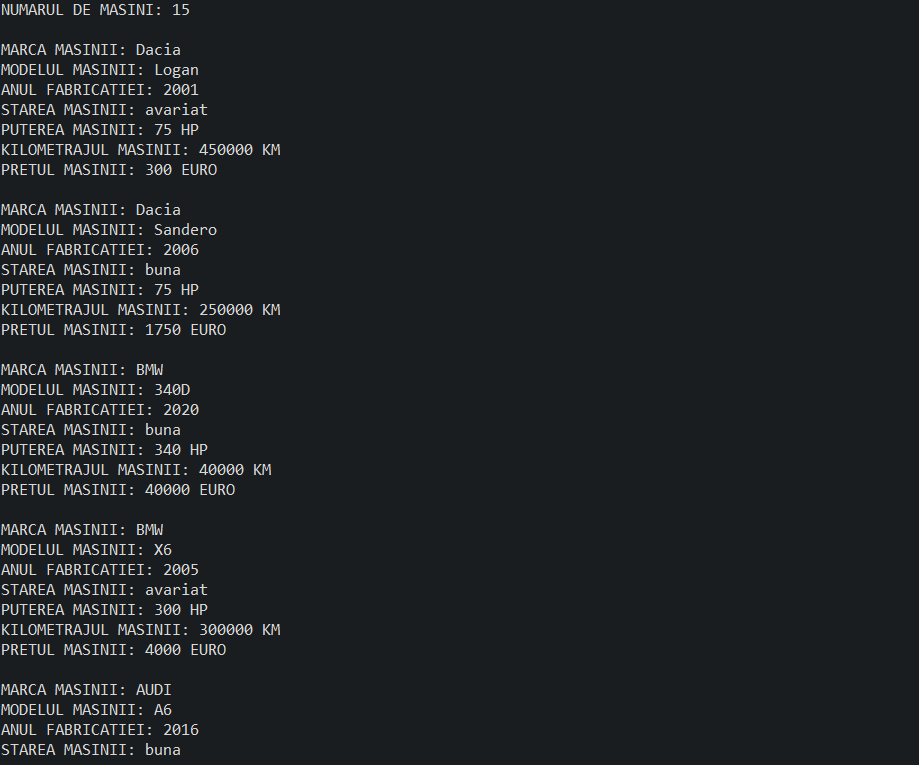 NUMARUL DE MASINI: 15
MARCA MASINII: Dacia
MODELUL MASINII: Logan
ANUL FABRICATIEI: 2001
STAREA MASINII: avariat
PUTEREA MASINII: 75 HP
KILOMETRAJUL MASINII: 450000 KM
PRETUL MASINII: 300 EURO
MARCA MASINII: Dacia
MODELUL MASINII: Sandero
ANUL FABRICATIEI: 2006
STAREA MASINII: buna
PUTEREA MASINII: 75 HP
KILOMETRAJUL MASINII: 250000 KM
PRETUL MASINII: 1750 EURO
MARCA MASINII: BMW
MODELUL MASINII: 340D
ANUL FABRICATIEI: 2020
STAREA MASINII: buna
PUTEREA MASINII: 340 HP
KILOMETRAJUL MASINII: 40000 KM
PRETUL MASINII: 40000 EURO
MARCA MASINII: BMW
MODELUL MASINII: X6
ANUL FABRICATIEI: 2005
STAREA MASINII: avariat
PUTEREA MASINII: 300 HP
KILOMETRAJUL MASINII: 300000 KM
PRETUL MASINII: 4000 EURO
MARCA MASINII: AUDI
MODELUL MASINII: A6
ANUL FABRICATIEI: 2016
STAREA MASINII: buna